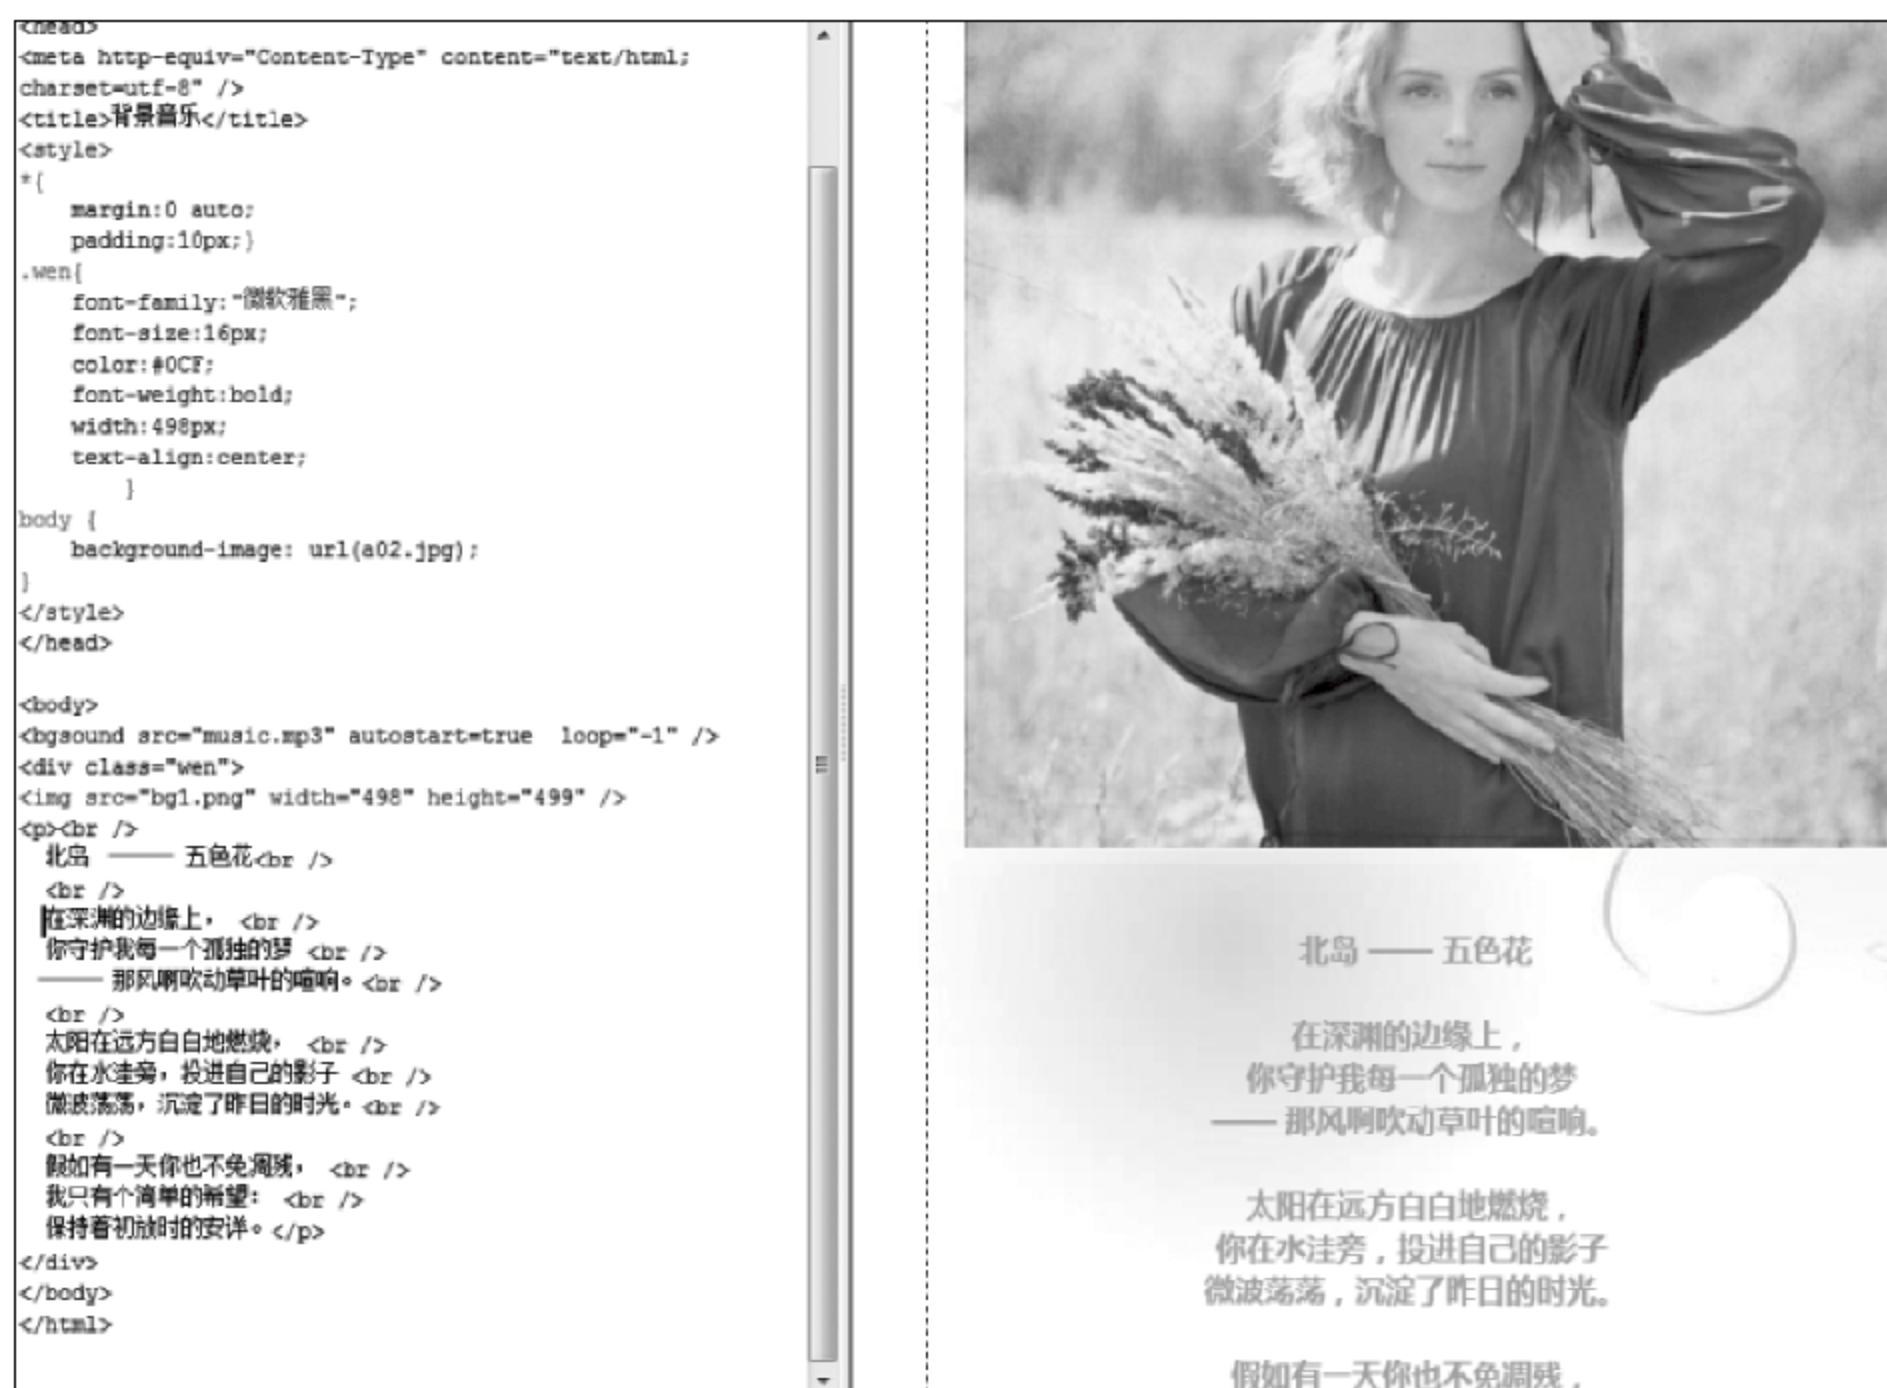 <head>
<meta http-equiv="Content-Type" content="text/html;
charset=utf-8" />
<title>背景音乐</title>
<style>
*{
margin:0 auto;
padding:10px;}
.wen{
font-family:"微软雅黑";
font-size:16px;
color:#0CF;
font-weight:bold;
width:498px;
text-align:center;
}
body {
background-image: url(a02.jpg);
}
</style>
</head>
<body>
<bgsound src="music.mp3" autostart=true  loop="-1" />
<div class="wen">
<img src="bg1.png" width="498" height="499" />
<p><br />
北岛 —— 五色花<br />
<br />
在深渊的边缘上， <br />
你守护我每一个孤独的梦 <br />
—— 那风啊吹动草叶的喧响。<br />
<br />
太阳在远方白白地燃烧， <br />
你在水洼旁，投进自己的影子 <br />
微波荡荡，沉淀了昨日的时光。<br />
<br />
假如有一天你也不免凋残， <br />
我只有个简单的希望： <br />
保持着初放时的安详。</p>
</div>
</body>
</html>
北岛 —— 五色花
在深渊的边缘上，
你守护我每一个孤独的梦
—— 那风啊吹动草叶的喧响。
太阳在远方白白地燃烧，
你在水洼旁，投进自己的影子
微波荡荡，沉淀了昨日的时光。
假如有一天你也不免凋残，